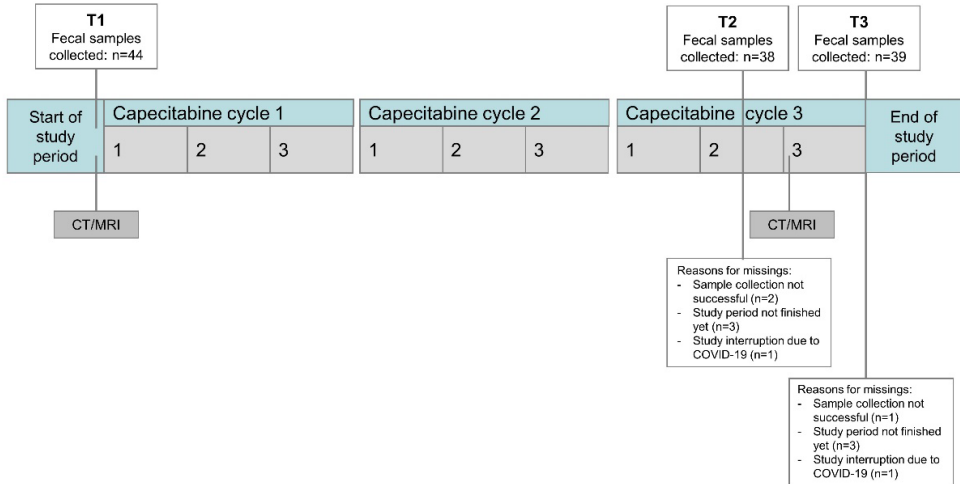 T1
Fecal samples
collected: n=44
T2
Fecal samples
collected: n=38
T3
Fecal samples
collected: n=39
Start of
study
period
Capecitabine cycle 1
1 2 3
Capecitabine cycle 2
1 2 3
Capecitabine cycle 3
1 2 3
End of
study
period
CT/MRI
CT/MRI
Reasons for missings:
- Sample collection not
successful (n=2)
- Study period not finished
yet (n=3)
- Study interruption due to
COVID-19 (n=1)
Reasons for missings:
- Sample collection not
successful (n=1)
- Study period not finished
yet (n=3)
- Study interruption due to
COVID-19 (n=1)